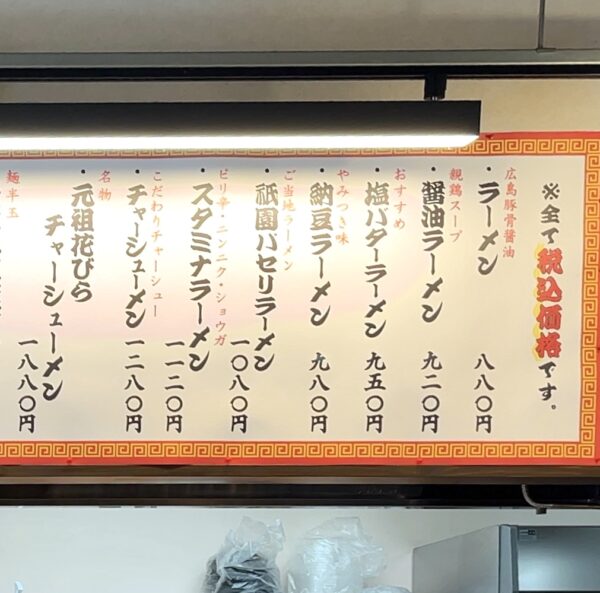 ※全て税込価格です。
広島豚骨醤油
・ラーメン 八八〇円
親鶏スープ
・醤油ラーメン 九二〇円
おすすめ
・塩バターラーメン 九五〇円
やみつき味
・納豆ラーメン 九八〇円
ご当地ラーメン
・祇園パセリラーメン 一〇八〇円
ピリ辛・ニンニク・ショウガ
・スタミナラーメン 一一二〇円
こだわりチャーシュー
・チャーシューメン 一二八〇円
名物
・元祖花びら
チャーシューメン 一八八〇円
麺半玉